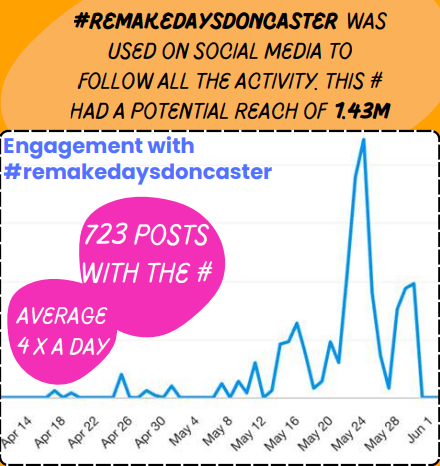 #REMAKEDAYSDONCASTER WAS
USED ON SOCIAL MEDIA TO
FOLLOW ALL THE ACTIVITY. THIS #
HAD A POTENTIAL REACH OF 1.43M
Engagement with
#remakedaysdoncaster
723 POSTS
WITH THE #
AVERAGE
4 X A DAY
Apr 14 Apr 18 Apr 22 Apr 26 Apr 30 May 4 May 8 May 12 May 16 May 20 May 24 May 28 Jun 1